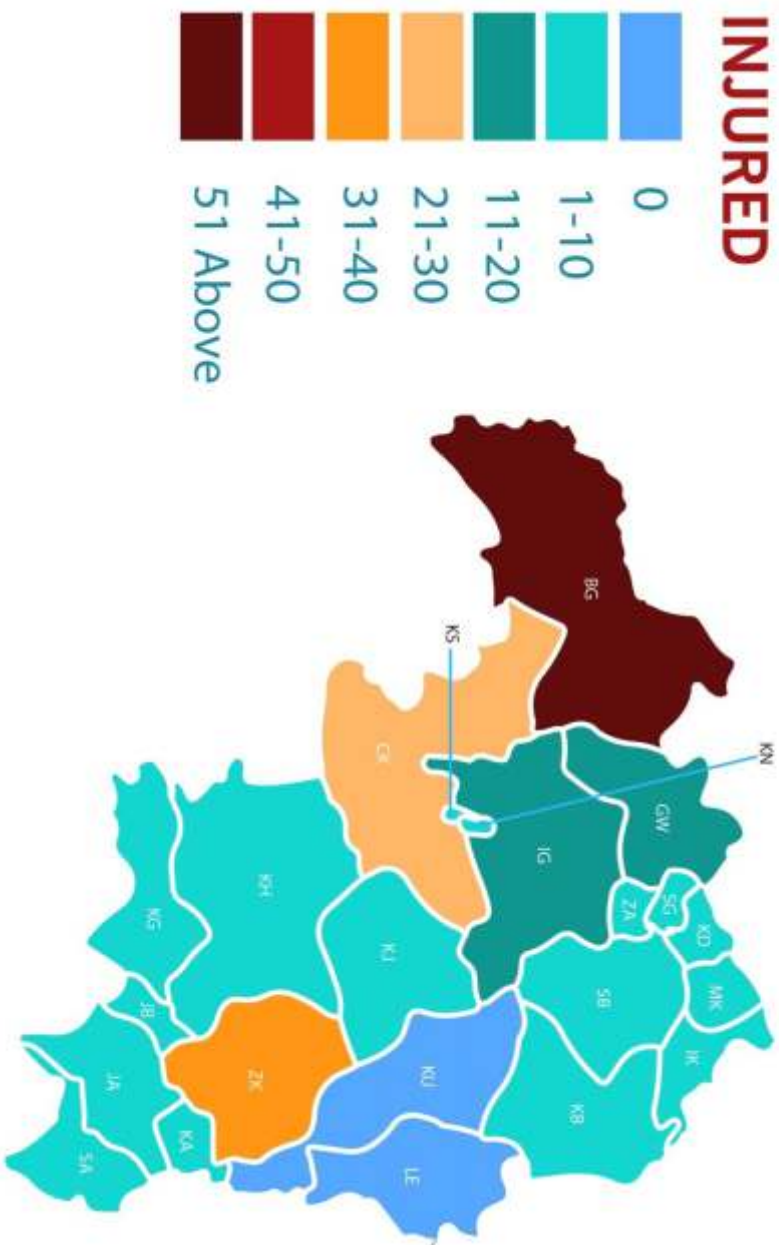 INJURED
0
1-10
11-20
21-30
31-40
41-50
51 Above
KN
GW
MK
KD
IK
SG
ZA
SB
BG
KB
IG
KS
KU
LE
KJ
CK
KH
ZK
KA
KG
JB
JA
SA